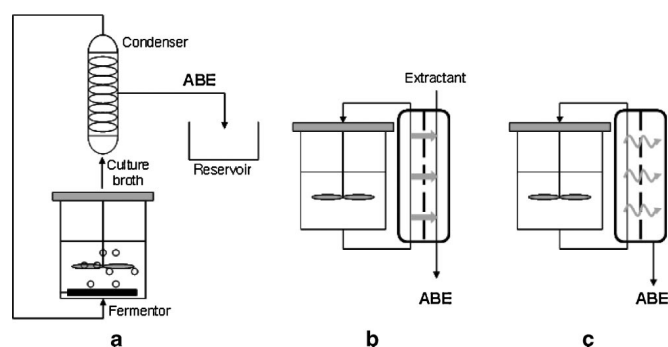 Condenser
ABE
Reservoir
Culture
broth
Fermentor
a
Extractant
ABE
b
ABE
c